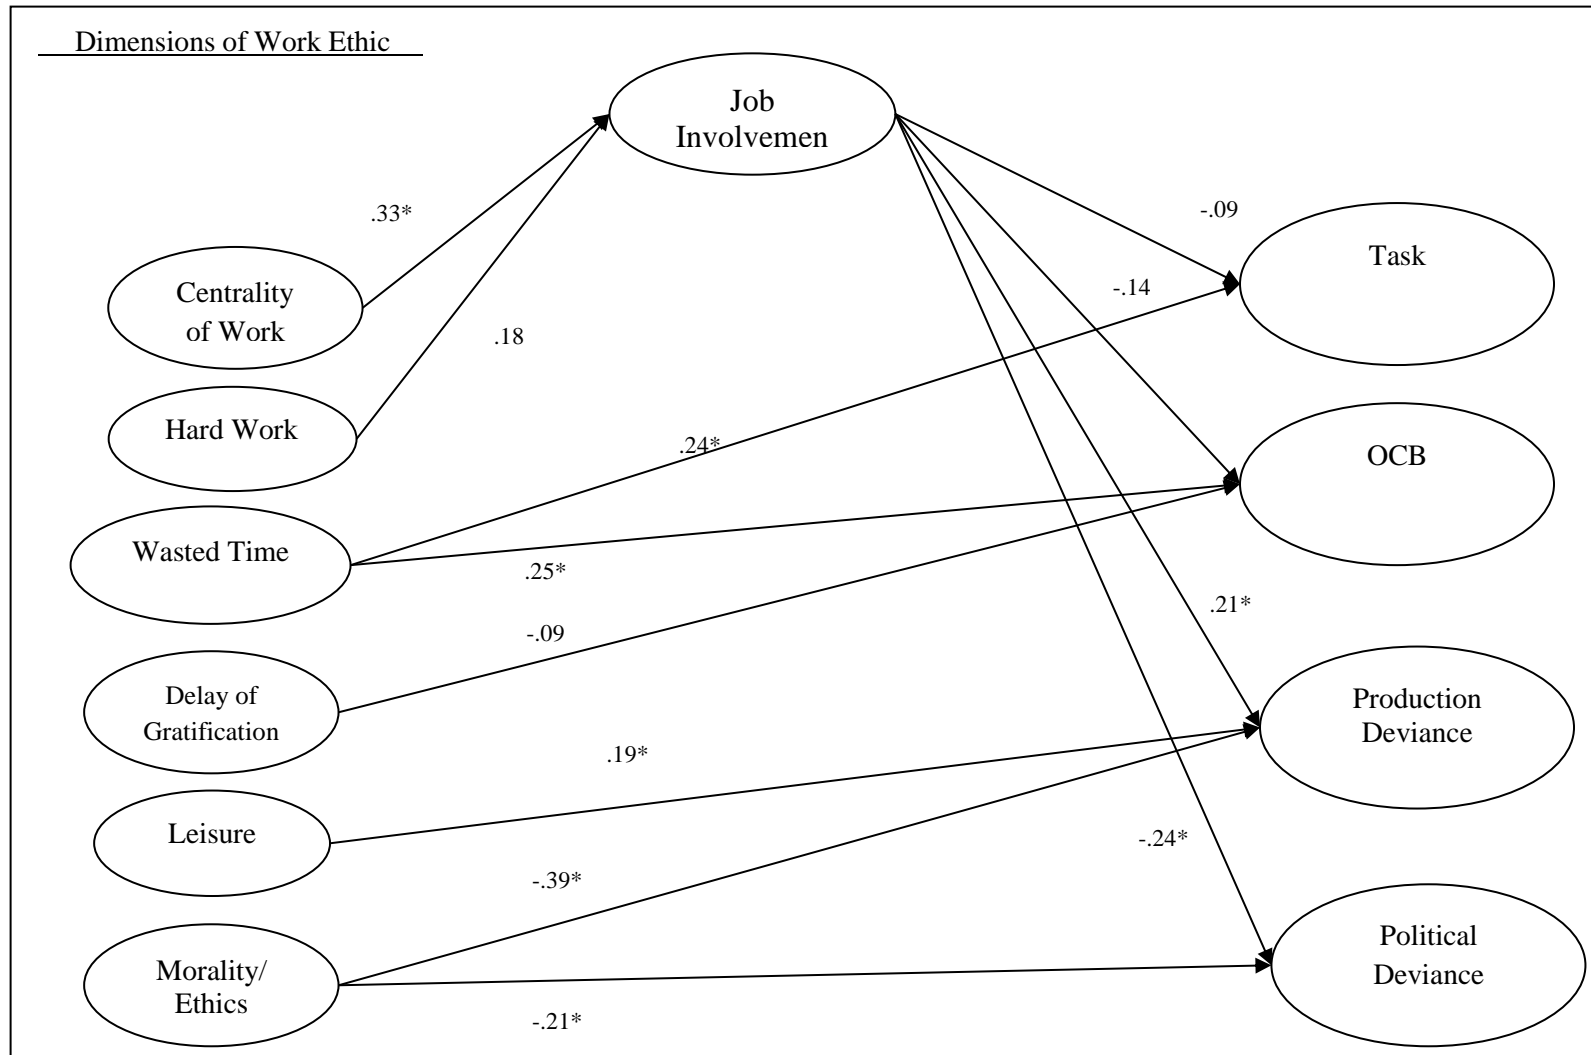 Dimensions of Work Ethic
Job
Involvemen
.33*
-.09
Centrality
of Work
Task
-.14
.18
Hard Work
.24*
OCB
Wasted Time
.25*
.21*
-.09
Delay of
Gratification
Production
Deviance
.19*
Leisure
-.24*
-.39*
Morality/
Ethics
Political
Deviance
-.21*